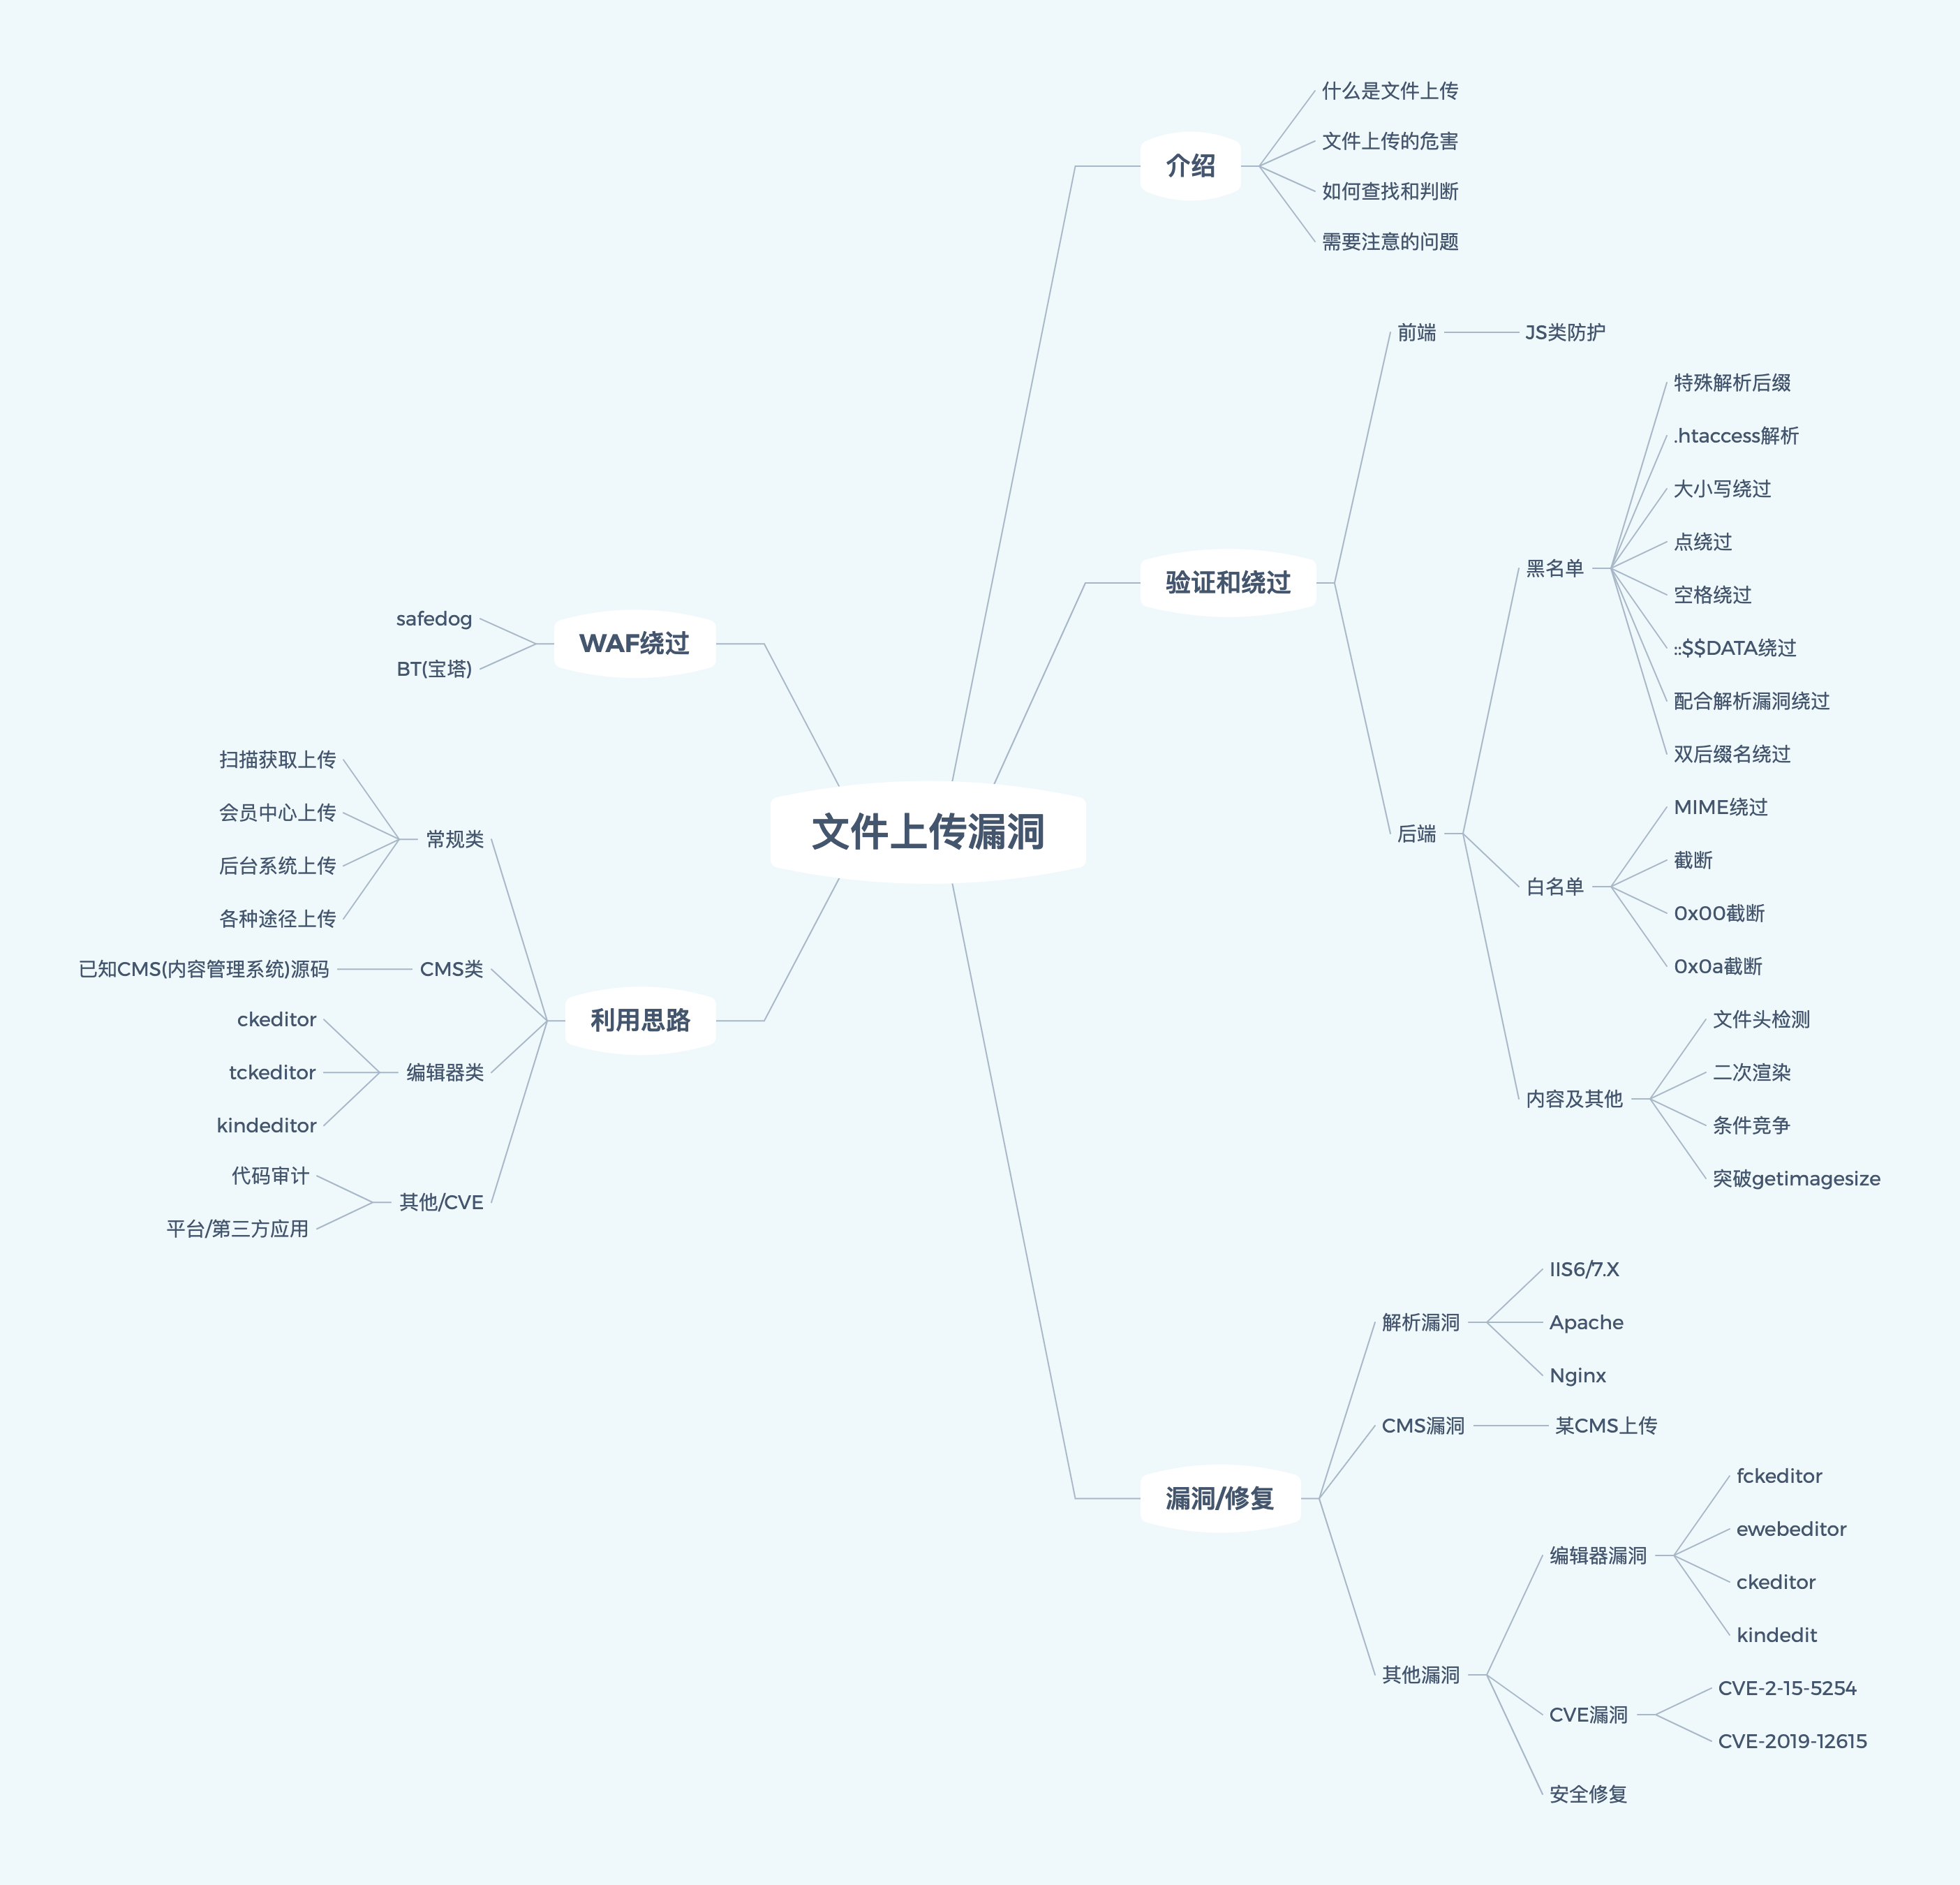 文件上传漏洞
介绍
什么是文件上传
文件上传的危害
如何查找和判断
需要注意的问题
验证和绕过
前端
JS类防护
后端
黑名单
特殊解析后缀
.htaccess解析
大小写绕过
点绕过
空格绕过
::$$DATA绕过
配合解析漏洞绕过
双后缀名绕过
白名单
MIME绕过
截断
0x00截断
0x0a截断
内容及其他
文件头检测
二次渲染
条件竞争
突破getimagesize
漏洞/修复
解析漏洞
IIS6/7.X
Apache
Nginx
CMS漏洞
某CMS上传
其他漏洞
编辑器漏洞
fckeditor
ewebeditor
ckeditor
kindedit
CVE漏洞
CVE-2-15-5254
CVE-2019-12615
安全修复
WAF绕过
safedog
BT(宝塔)
利用思路
常规类
扫描获取上传
会员中心上传
后台系统上传
各种途径上传
CMS类
已知CMS(内容管理系统)源码
编辑器类
ckeditor
tckeditor
kindeditor
其他/CVE
代码审计
平台/第三方应用